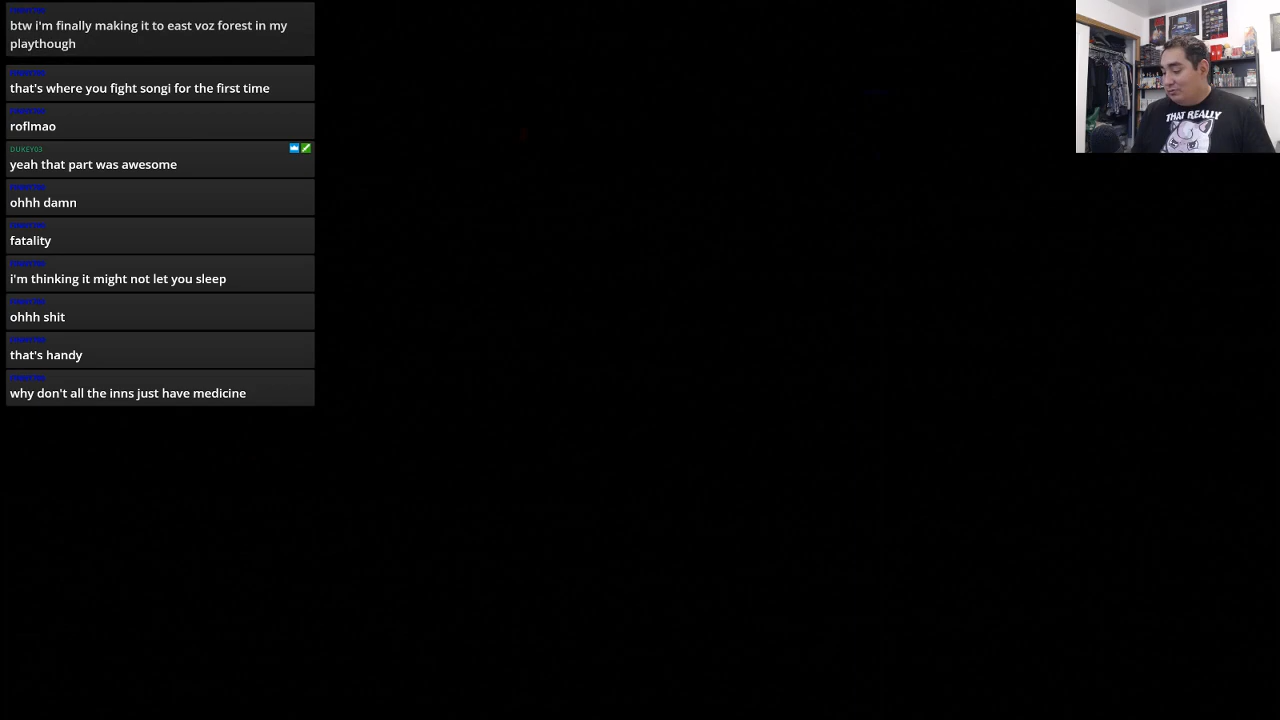 btw i'm finally making it to east voz forest in my
playthough
that's where you fight songi for the first time
roflmao
DUKEY03
yeah that part was awesome
ohhh damn
fatality
i'm thinking it might not let you sleep
ohhh shit
that's handy
why don't all the inns just have medicine
THAT REALLY